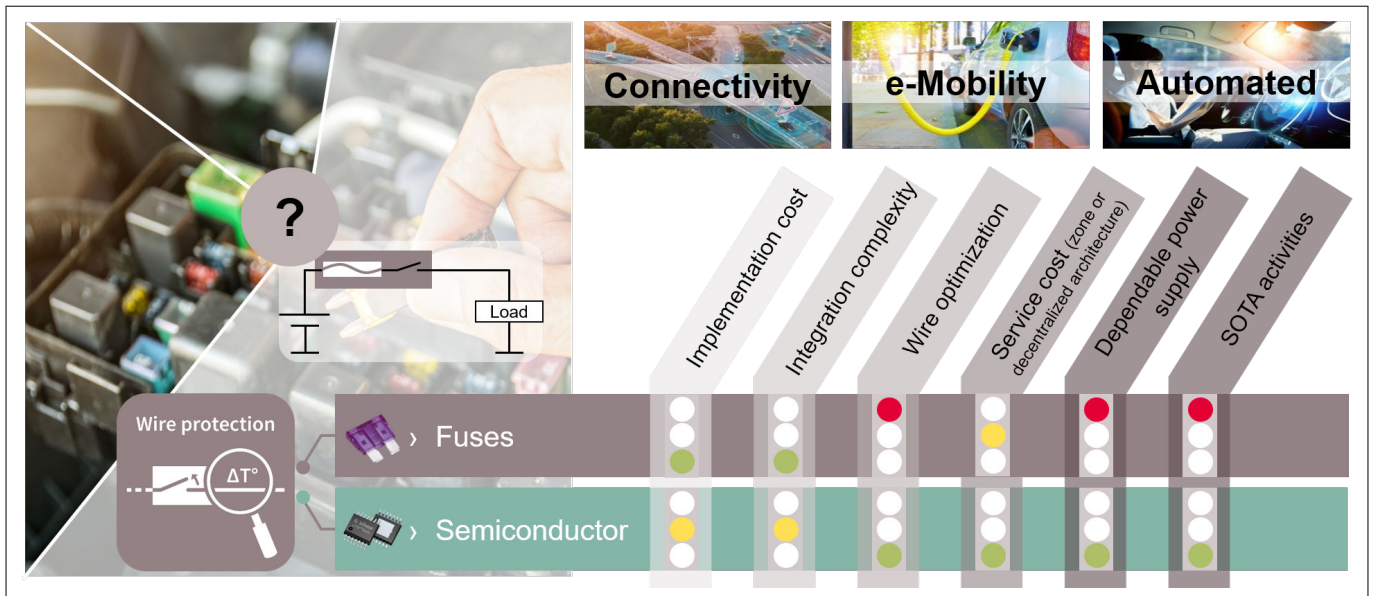 Connectivity
e-Mobility
Automated
?
Load
Implementation cost
Integration complexity
Wire optimization
Service cost (zone or
decentralized architecture)
Dependable power
supply
SOTA activities
Wire protection
ΔT°
› Fuses
› Semiconductor